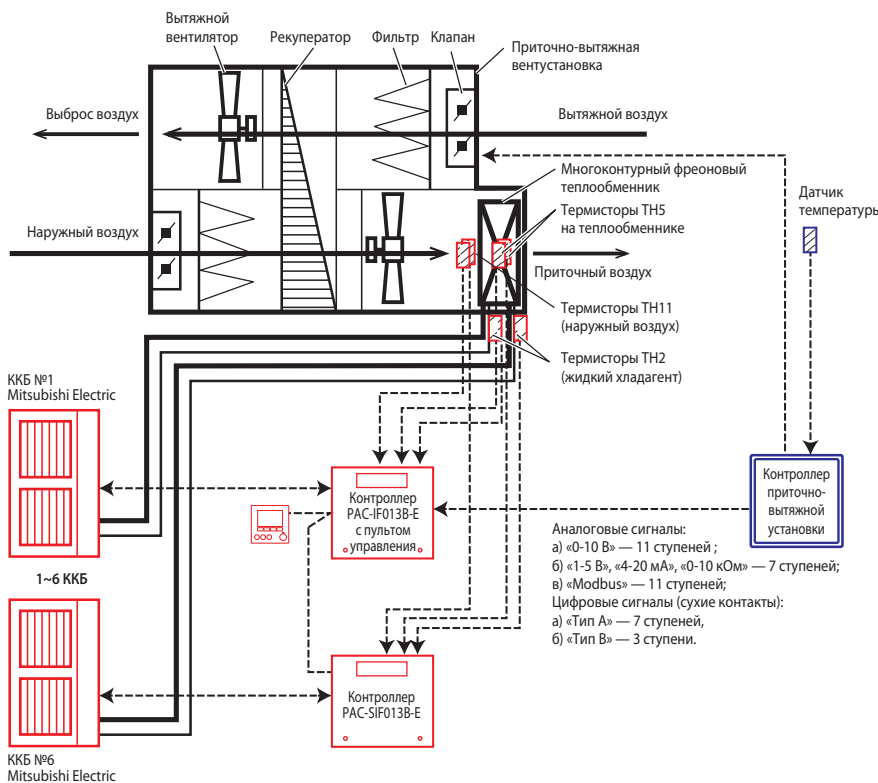 Вытяжной
вентилятор
Рекуператор
Фильтр
Клапан
Приточно-вытяжная
вентустановка
Выброс воздух
Вытяжной воздух
Многоконтурный фреоновый
теплообменник
Датчик
температуры
Термисторы TH5
на теплообменнике
Наружный воздух
Приточный воздух
Термисторы TH11
(наружный воздух)
Термисторы TH2
(жидкий хладагент)
ККБ №1
Mitsubishi Electric
Контроллер
PAC-IF013B-E
с пультом
управления
Контроллер
приточно-
вытяжной
установки
Аналоговые сигналы:
а) «0-10 В» — 11 ступеней ;
б) «1-5 В», «4-20 мА», «0-10 кОм» — 7 ступеней;
в) «Modbus» — 11 ступеней;
Цифровые сигналы (сухие контакты):
а) «Тип А» — 7 ступеней,
б) «Тип В» — 3 ступени.
1~6 ККБ
Контроллер
PAC-SIF013B-E
ККБ №6
Mitsubishi Electric